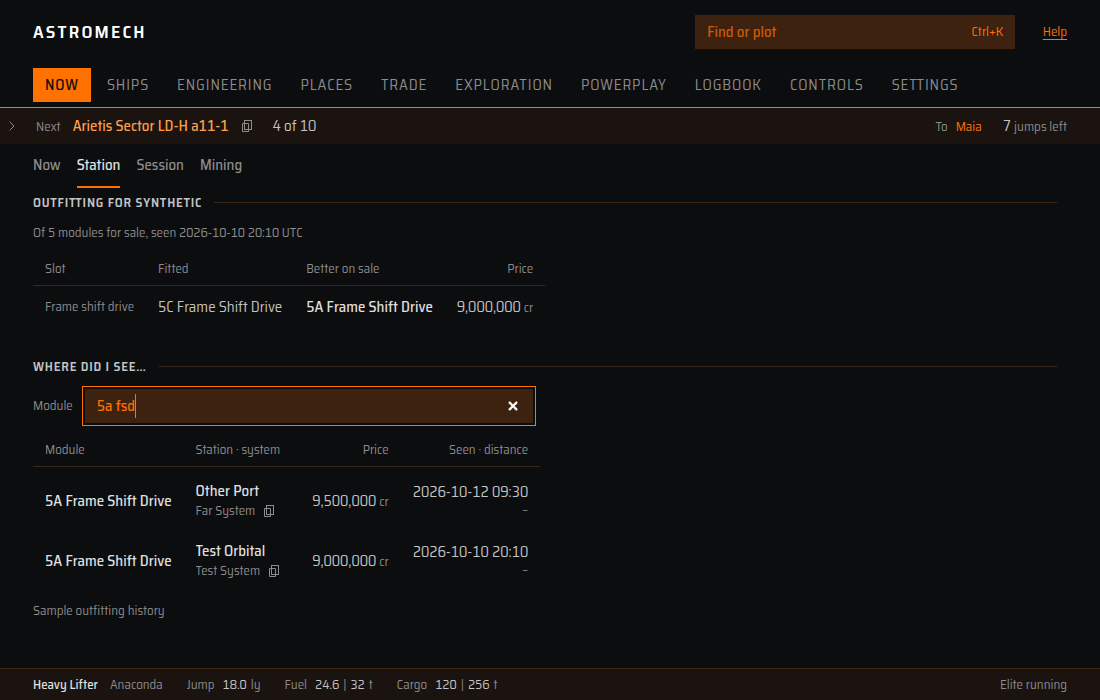 ASTROMECH
Find or plot Ctrl+K Help
NOW SHIPS ENGINEERING PLACES TRADE EXPLORATION POWERPLAY LOGBOOK CONTROLS SETTINGS
Next Arietis Sector LD-H a11-1 4 of 10 To Maia 7 jumps left
Now Station Session Mining
OUTFITTING FOR SYNTHETIC
Of 5 modules for sale, seen 2026-10-10 20:10 UTC
Slot Fitted Better on sale Price
Frame shift drive 5C Frame Shift Drive 5A Frame Shift Drive 9,000,000 cr
WHERE DID I SEE...
Module 5a fsd
Module Station · system Price Seen · distance
5A Frame Shift Drive Other Port 9,500,000 cr 2026-10-12 09:30
Far System –
5A Frame Shift Drive Test Orbital 9,000,000 cr 2026-10-10 20:10
Test System –
Sample outfitting history
Heavy Lifter Anaconda Jump 18.0 ly Fuel 24.6 | 32 t Cargo 120 | 256 t Elite running